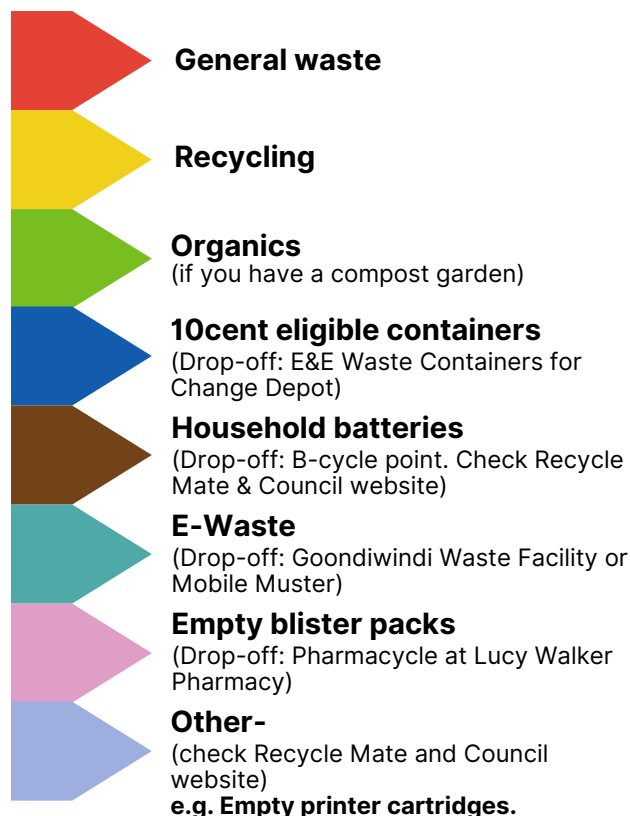 General waste
Recycling
Organics
(if you have a compost garden)
10cent eligible containers
(Drop-off: E&E Waste Containers for
Change Depot)
Household batteries
(Drop-off: B-cycle point. Check Recycle
Mate & Council website)
E-Waste
(Drop-off: Goondiwindi Waste Facility or
Mobile Muster)
Empty blister packs
(Drop-off: Pharmacycle at Lucy Walker
Pharmacy)
Other-
(check Recycle Mate and Council
website)
e.g. Empty printer cartridges.